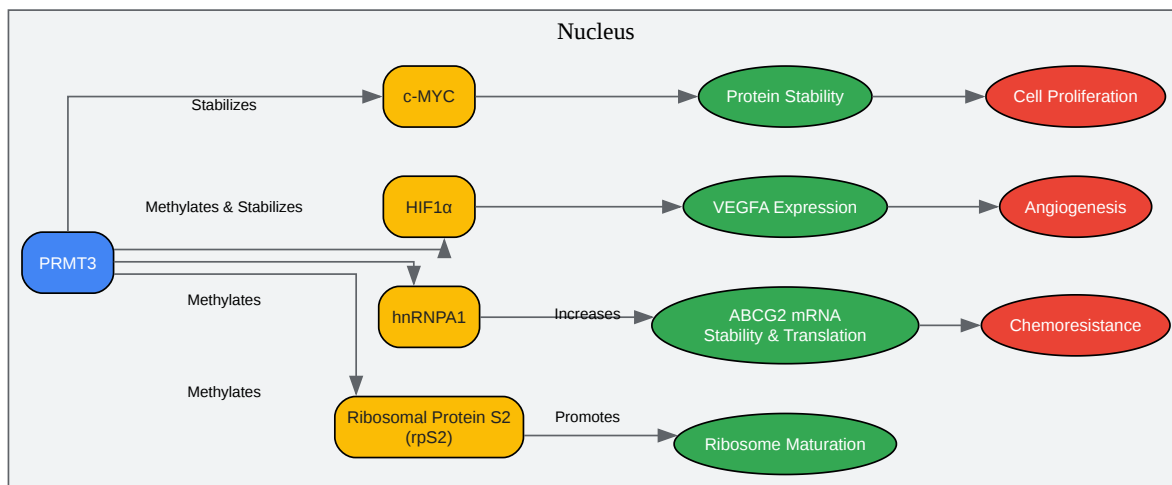 Nucleus
Stabilizes
c-MYC
Protein Stability
Cell Proliferation
Methylates & Stabilizes
HIF1α
VEGFA Expression
Angiogenesis
PRMT3
Methylates
hnRNPA1
Increases
ABCG2 mRNA
Stability & Translation
Chemoresistance
Methylates
Ribosomal Protein S2
(rpS2)
Promotes
Ribosome Maturation